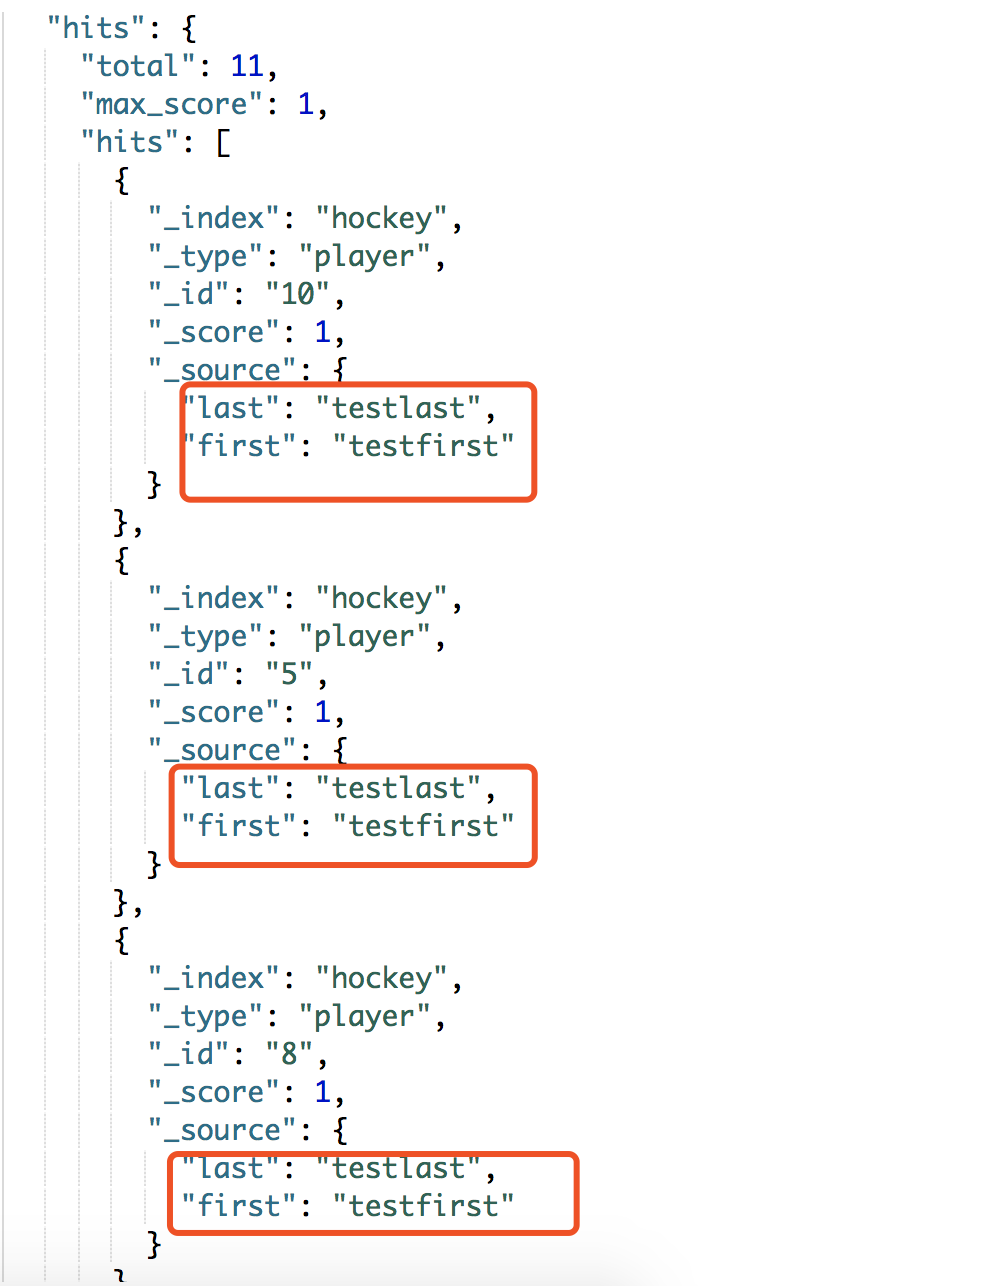 "hits": {
"total": 11,
"max_score": 1,
"hits": [
{
"_index": "hockey",
"_type": "player",
"_id": "10",
"_score": 1,
"_source": {
"last": "testlast",
"first": "testfirst"
}
},
{
"_index": "hockey",
"_type": "player",
"_id": "5",
"_score": 1,
"_source": {
"last": "testlast",
"first": "testfirst"
}
},
{
"_index": "hockey",
"_type": "player",
"_id": "8",
"_score": 1,
"_source": {
"last": "testlast",
"first": "testfirst"
}
}